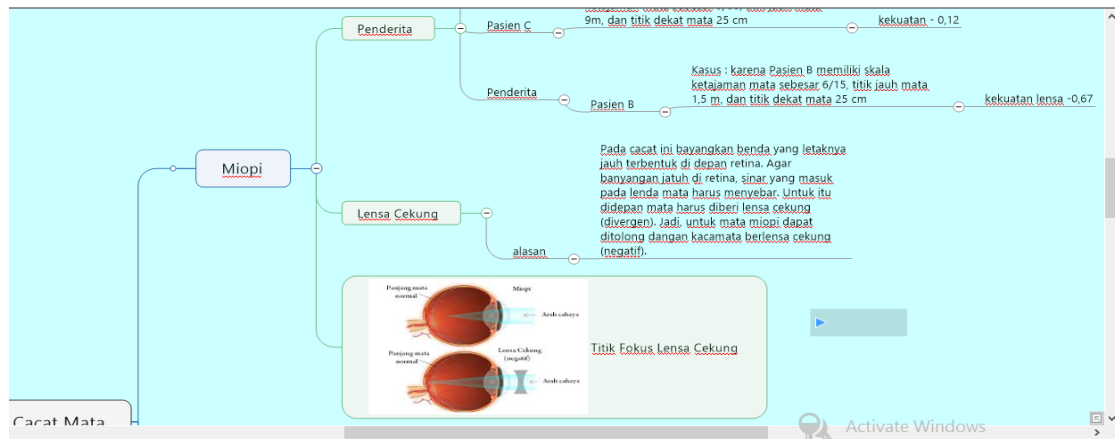 Penderita
Pasien C
9m, dan titik dekat mata 25 cm
kekuatan - 0,12
Penderita
Pasien B
Kasus : karena Pasien B memiliki skala
ketajaman mata sebesar 6/15, titik jauh mata
1,5 m, dan titik dekat mata 25 cm
kekuatan lensa -0,67
Miopi
Lensa Cekung
alasan
Pada cacat ini bayangkan benda yang letaknya
jauh terbentuk di depan retina. Agar
banyangan jatuh di retina, sinar yang masuk
pada lenda mata harus menyebar. Untuk itu
didepan mata harus diberi lensa cekung
(divergen). Jadi, untuk mata miopi dapat
ditolong dangan kacamata berlensa cekung
(negatif).
Panjang mata
normal
Miopi
Arah cahaya
Panjang mata
normal
Lensa Cekung
(negatif)
Arah cahaya
Titik Fokus Lensa Cekung
Cacat Mata
Activate Windows